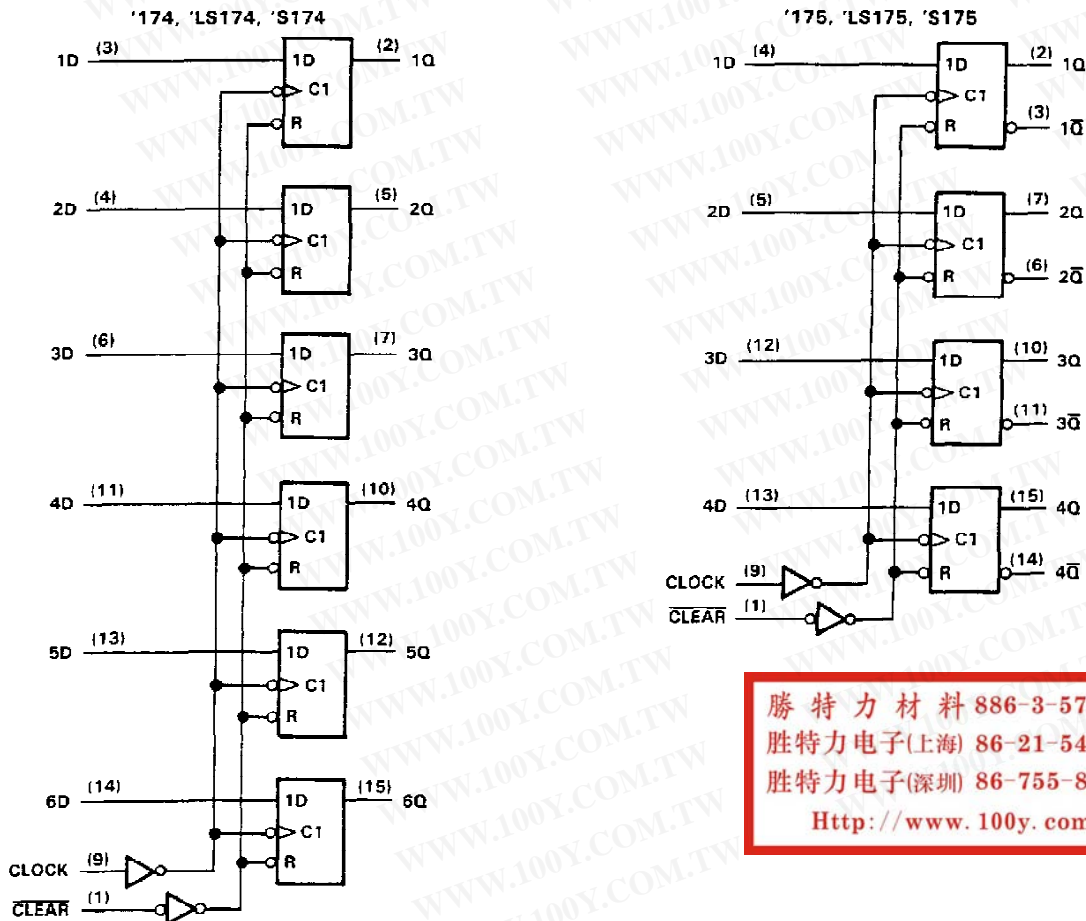 '174, 'LS174, 'S174
1D (3) 1D (2) 1Q
C1
R
2D (4) 1D (5) 2Q
C1
R
3D (6) 1D (7) 3Q
C1
R
4D (11) 1D (10) 4Q
C1
R
5D (13) 1D (12) 5Q
C1
R
6D (14) 1D (15) 6Q
C1
CLOCK (9)
R
C̅L̅E̅A̅R̅ (1)
'175, 'LS175, 'S175
1D (4) 1D (2) 1Q
C1
R (3) 1Q̅
2D (5) 1D (7) 2Q
C1
R (6) 2Q̅
3D (12) 1D (10) 3Q
C1
R (11) 3Q̅
4D (13) 1D (15) 4Q
C1
CLOCK (9) R (14) 4Q̅
C̅L̅E̅A̅R̅ (1)
勝特力材料 886-3-57
胜特力电子(上海) 86-21-54
胜特力电子(深圳) 86-755-8
Http://www.100y.com
WWW.100Y.COM.TW